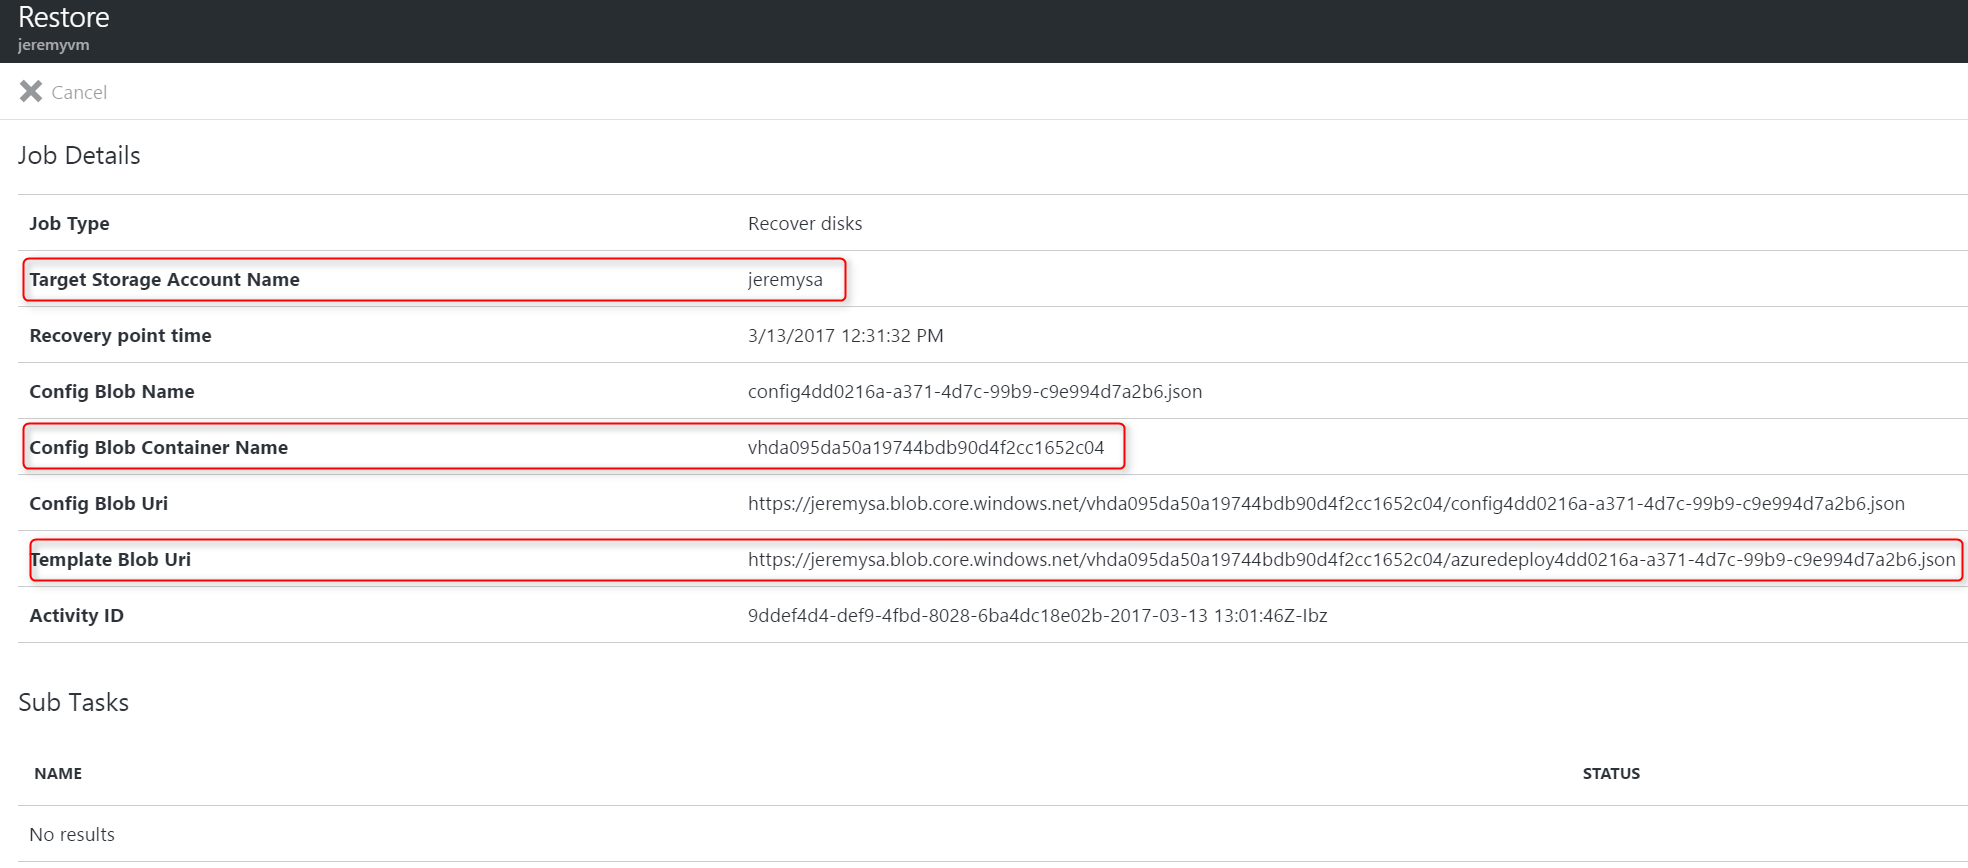 Restore
jeremyvm
Cancel
Job Details
Job Type Recover disks
Target Storage Account Name jeremysa
Recovery point time 3/13/2017 12:31:32 PM
Config Blob Name config4dd0216a-a371-4d7c-99b9-c9e994d7a2b6.json
Config Blob Container Name vhda095da50a19744bdb90d4f2cc1652c04
Config Blob Uri https://jeremysa.blob.core.windows.net/vhda095da50a19744bdb90d4f2cc1652c04/config4dd0216a-a371-4d7c-99b9-c9e994d7a2b6.json
Template Blob Uri https://jeremysa.blob.core.windows.net/vhda095da50a19744bdb90d4f2cc1652c04/azuredeploy4dd0216a-a371-4d7c-99b9-c9e994d7a2b6.json
Activity ID 9ddef4d4-def9-4fbd-8028-6ba4dc18e02b-2017-03-13 13:01:46Z-Ibz
Sub Tasks
NAME STATUS
No results